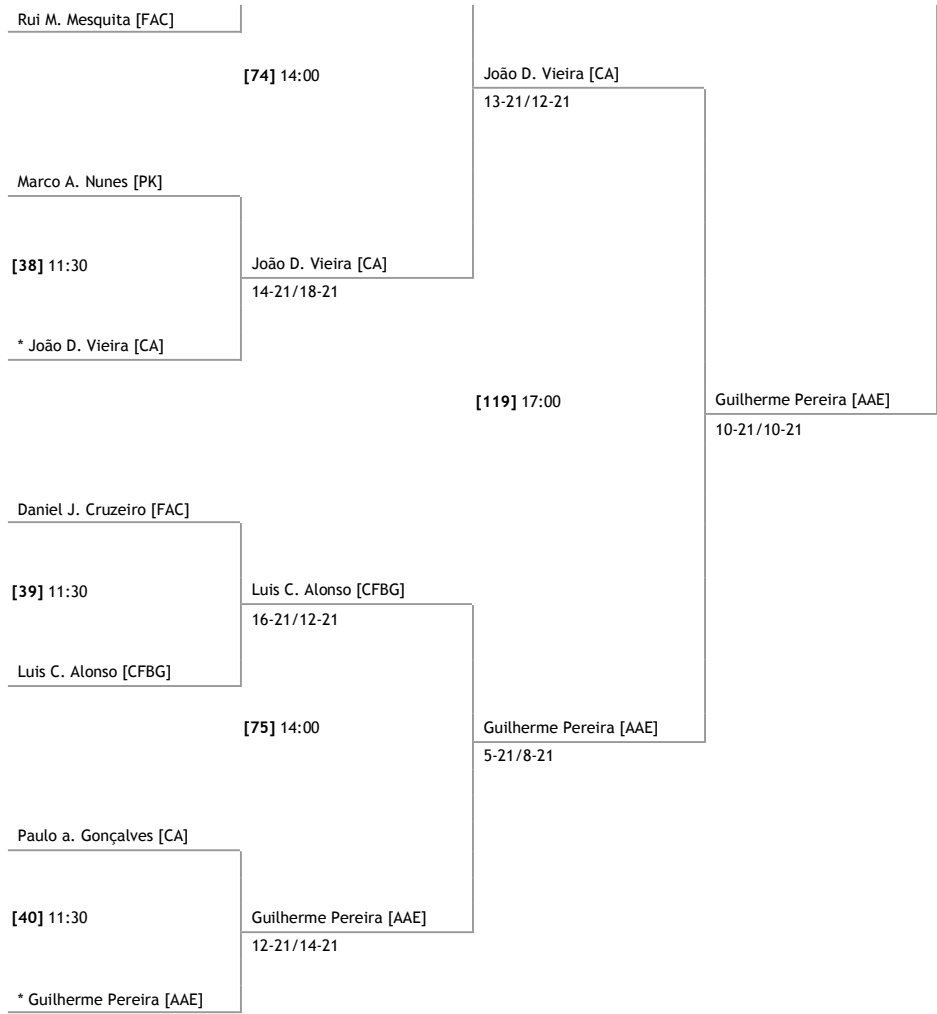 Rui M. Mesquita [FAC]
[74] 14:00
João D. Vieira [CA]
13-21/12-21
Marco A. Nunes [PK]
[38] 11:30
João D. Vieira [CA]
14-21/18-21
* João D. Vieira [CA]
[119] 17:00
Guilherme Pereira [AAE]
10-21/10-21
Daniel J. Cruzeiro [FAC]
[39] 11:30
Luis C. Alonso [CFBG]
16-21/12-21
Luis C. Alonso [CFBG]
[75] 14:00
Guilherme Pereira [AAE]
5-21/8-21
Paulo a. Gonçalves [CA]
[40] 11:30
Guilherme Pereira [AAE]
12-21/14-21
* Guilherme Pereira [AAE]